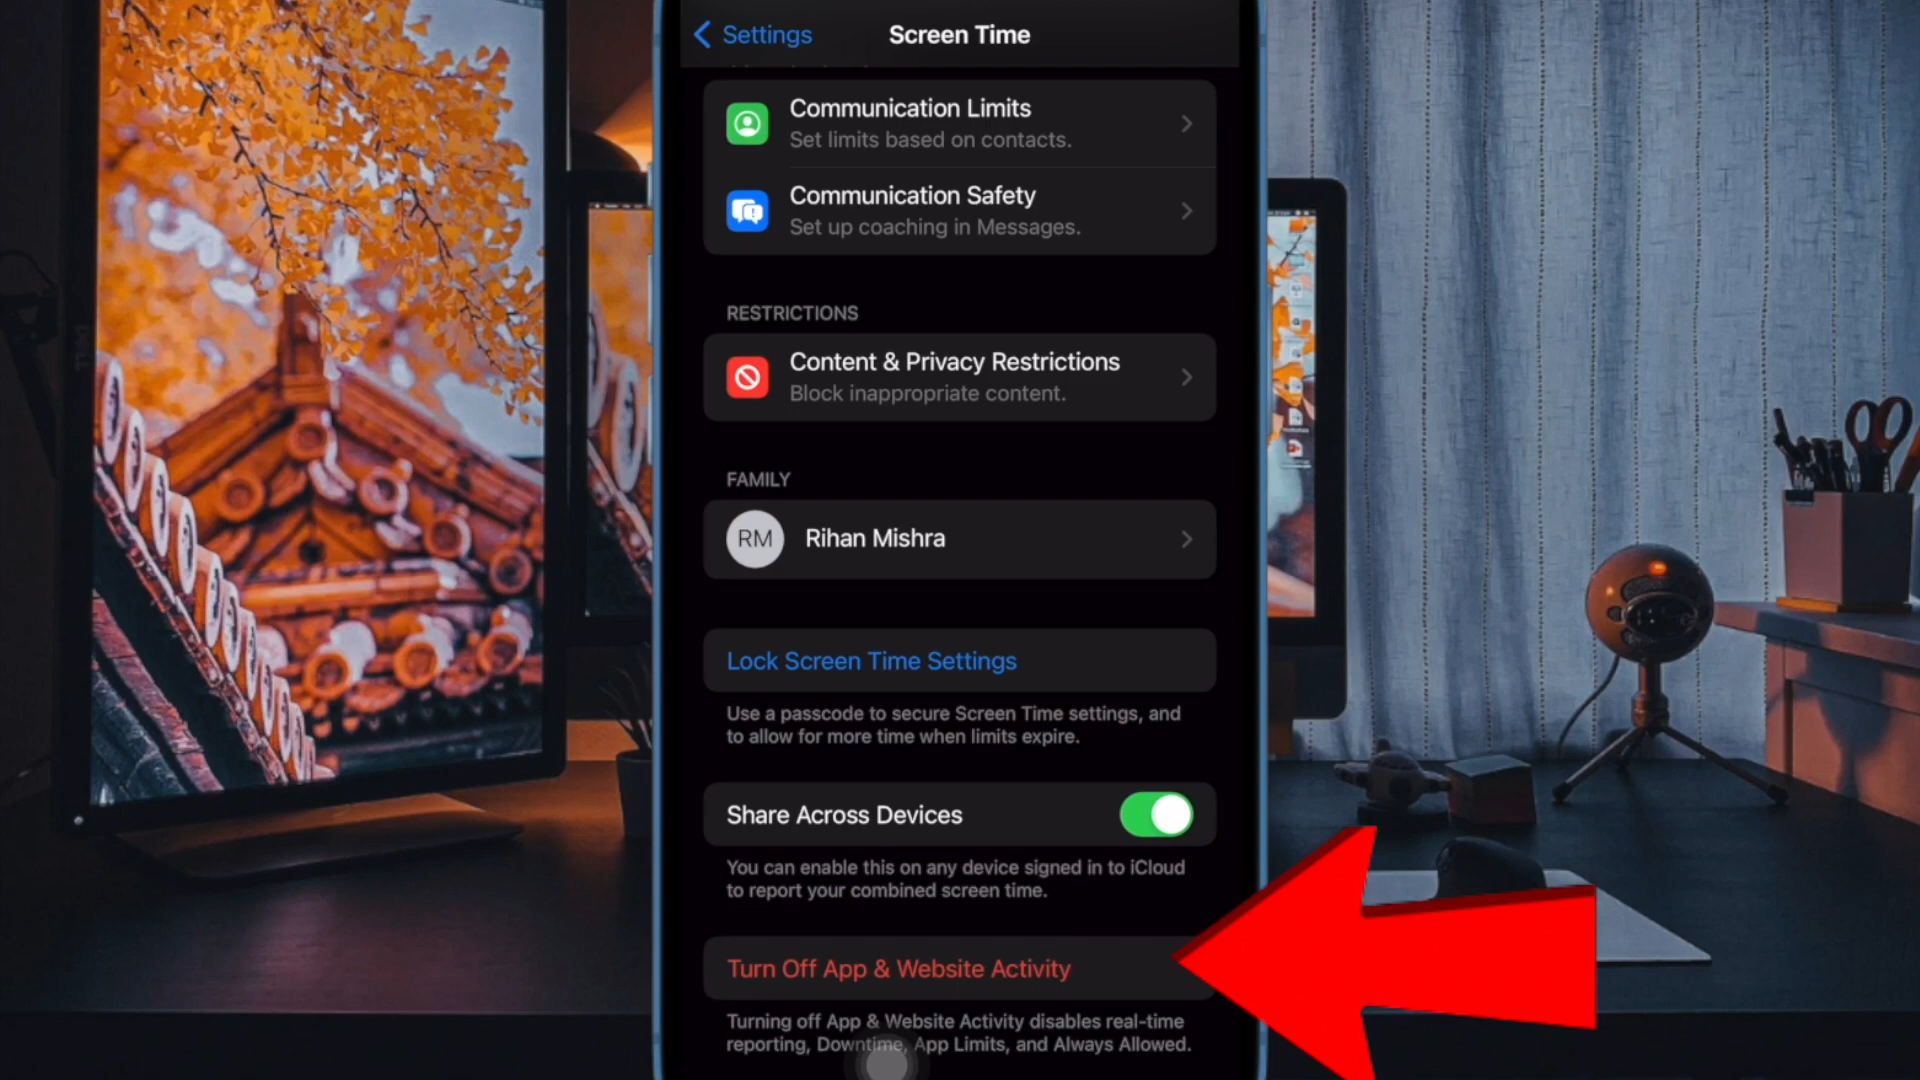 Settings
Screen Time
Communication Limits
Set limits based on contacts.
Communication Safety
Set up coaching in Messages.
RESTRICTIONS
Content & Privacy Restrictions
Block inappropriate content.
FAMILY
RM
Rihan Mishra
Lock Screen Time Settings
Use a passcode to secure Screen Time settings, and
to allow for more time when limits expire.
Share Across Devices
You can enable this on any device signed in to iCloud
to report your combined screen time.
Turn Off App & Website Activity
Turning off App & Website Activity disables real-time
reporting, Downtime, App Limits, and Always Allowed.